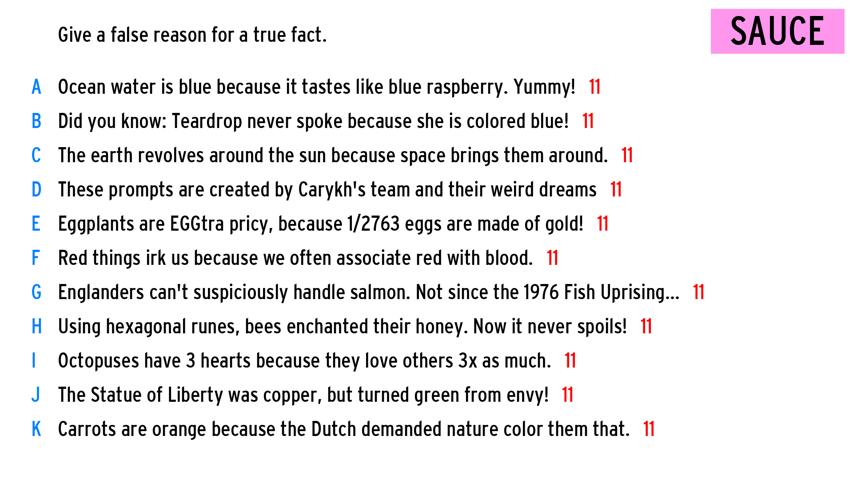 Give a false reason for a true fact.
SAUCE
A Ocean water is blue because it tastes like blue raspberry. Yummy! 11
B Did you know: Teardrop never spoke because she is colored blue! 11
C The earth revolves around the sun because space brings them around. 11
D These prompts are created by Carykh's team and their weird dreams 11
E Eggplants are EGGtra pricy, because 1/2763 eggs are made of gold! 11
F Red things irk us because we often associate red with blood. 11
G Englanders can't suspiciously handle salmon. Not since the 1976 Fish Uprising... 11
H Using hexagonal runes, bees enchanted their honey. Now it never spoils! 11
I Octopuses have 3 hearts because they love others 3x as much. 11
J The Statue of Liberty was copper, but turned green from envy! 11
K Carrots are orange because the Dutch demanded nature color them that. 11